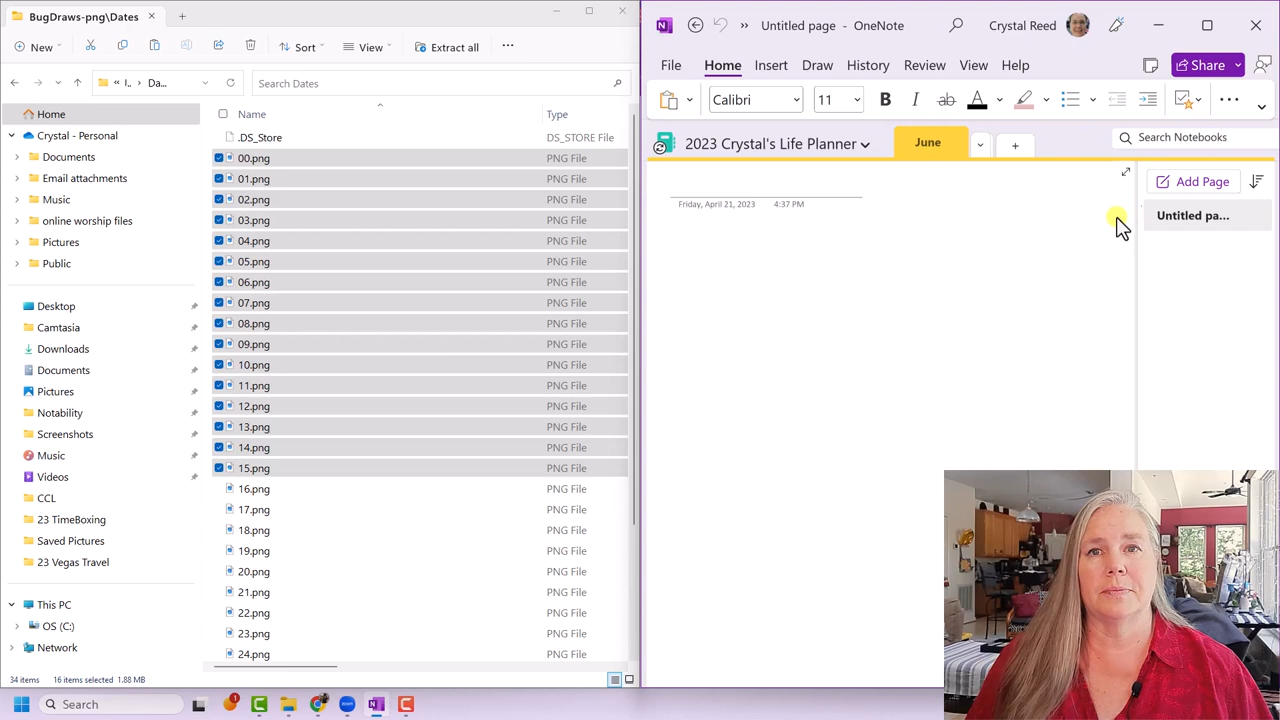 BugDraws-png\Dates
New
Sort
View
Extract all
Da...
Search Dates
Home
Crystal - Personal
Documents
Email attachments
Music
online worship files
Pictures
Public
Desktop
Camtasia
Downloads
Documents
Pictures
Notability
Screenshots
Music
Videos
CCL
23 TimeBoxing
Saved Pictures
23 Vegas Travel
This PC
OS (C:)
Network
Name Type
.DS_Store DS_STORE File
00.png PNG File
01.png PNG File
02.png PNG File
03.png PNG File
04.png PNG File
05.png PNG File
06.png PNG File
07.png PNG File
08.png PNG File
09.png PNG File
10.png PNG File
11.png PNG File
12.png PNG File
13.png PNG File
14.png PNG File
15.png PNG File
16.png PNG File
17.png PNG File
18.png PNG File
19.png PNG File
20.png PNG File
21.png PNG File
22.png PNG File
23.png PNG File
24.png PNG File
34 items 16 items selected 1.88 MB
Untitled page - OneNote
Crystal Reed
File Home Insert Draw History Review View Help
Share
Calibri 11 B I ab A
2023 Crystal's Life Planner
June
Search Notebooks
Friday, April 21, 2023 4:37 PM
Add Page
Untitled pa...
Search